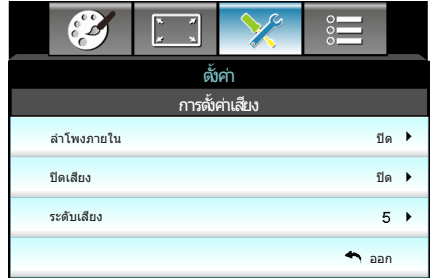 ตั้งค่า
การตั้งค่าเสียง
ลำโพงภายใน ปิด
ปิดเสียง ปิด
ระดับเสียง 5
ออก